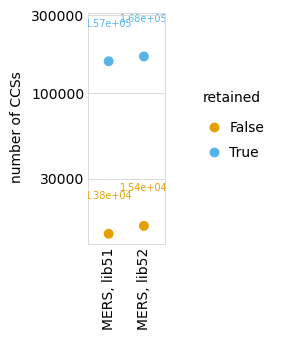 300000
1.68e+05
1.57e+05
100000
number of CCSs
30000
1.54e+04
1.38e+04
MERS, lib51
MERS, lib52
retained
False
True